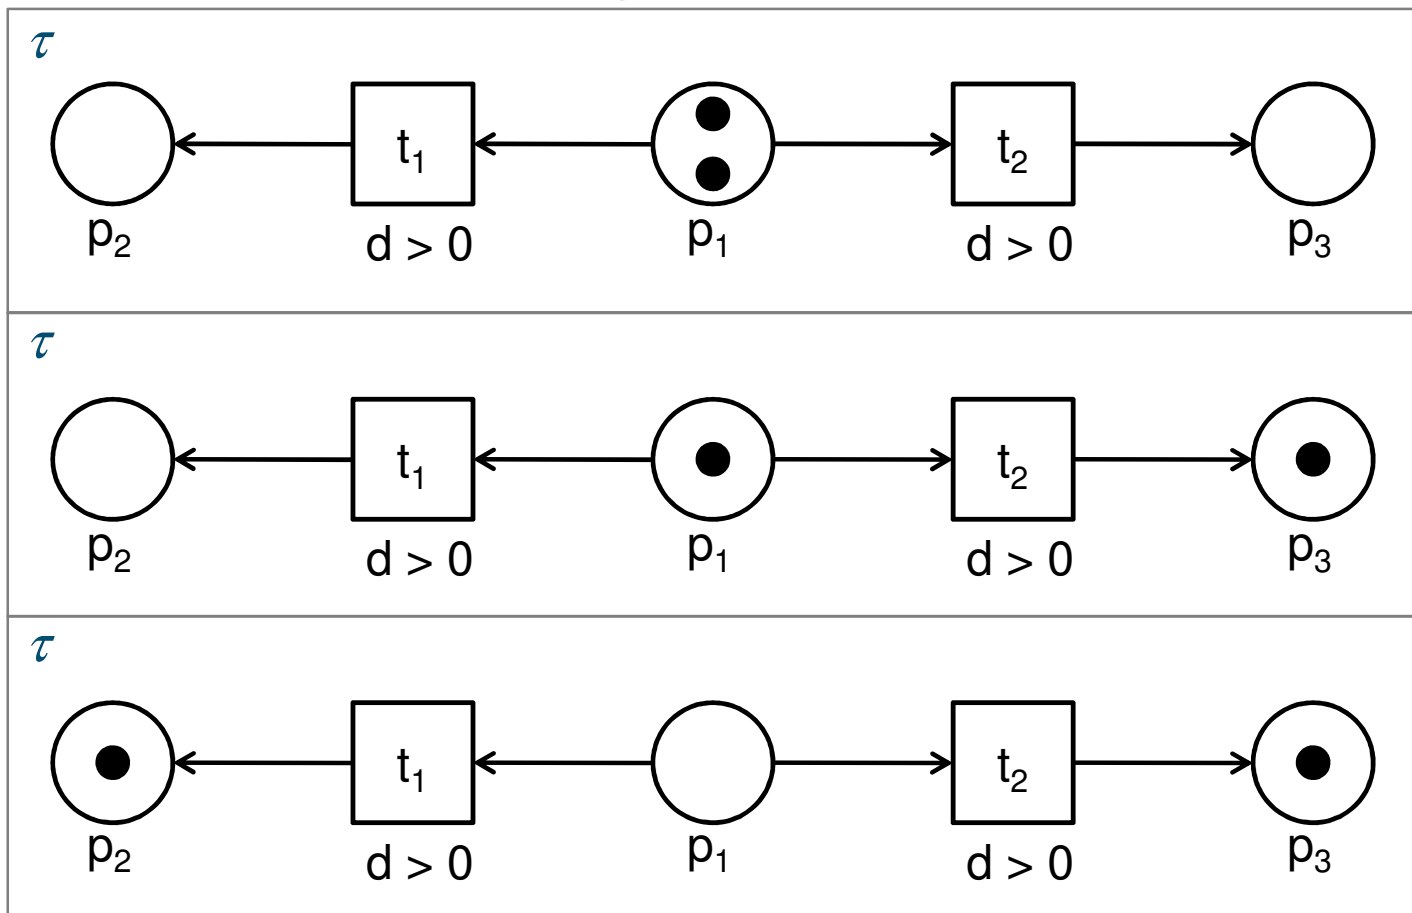 τ
t₁ t₂
p₂ d > 0 p₁ d > 0 p₃
τ
t₁ t₂
p₂ d > 0 p₁ d > 0 p₃
τ
t₁ t₂
p₂ d > 0 p₁ d > 0 p₃